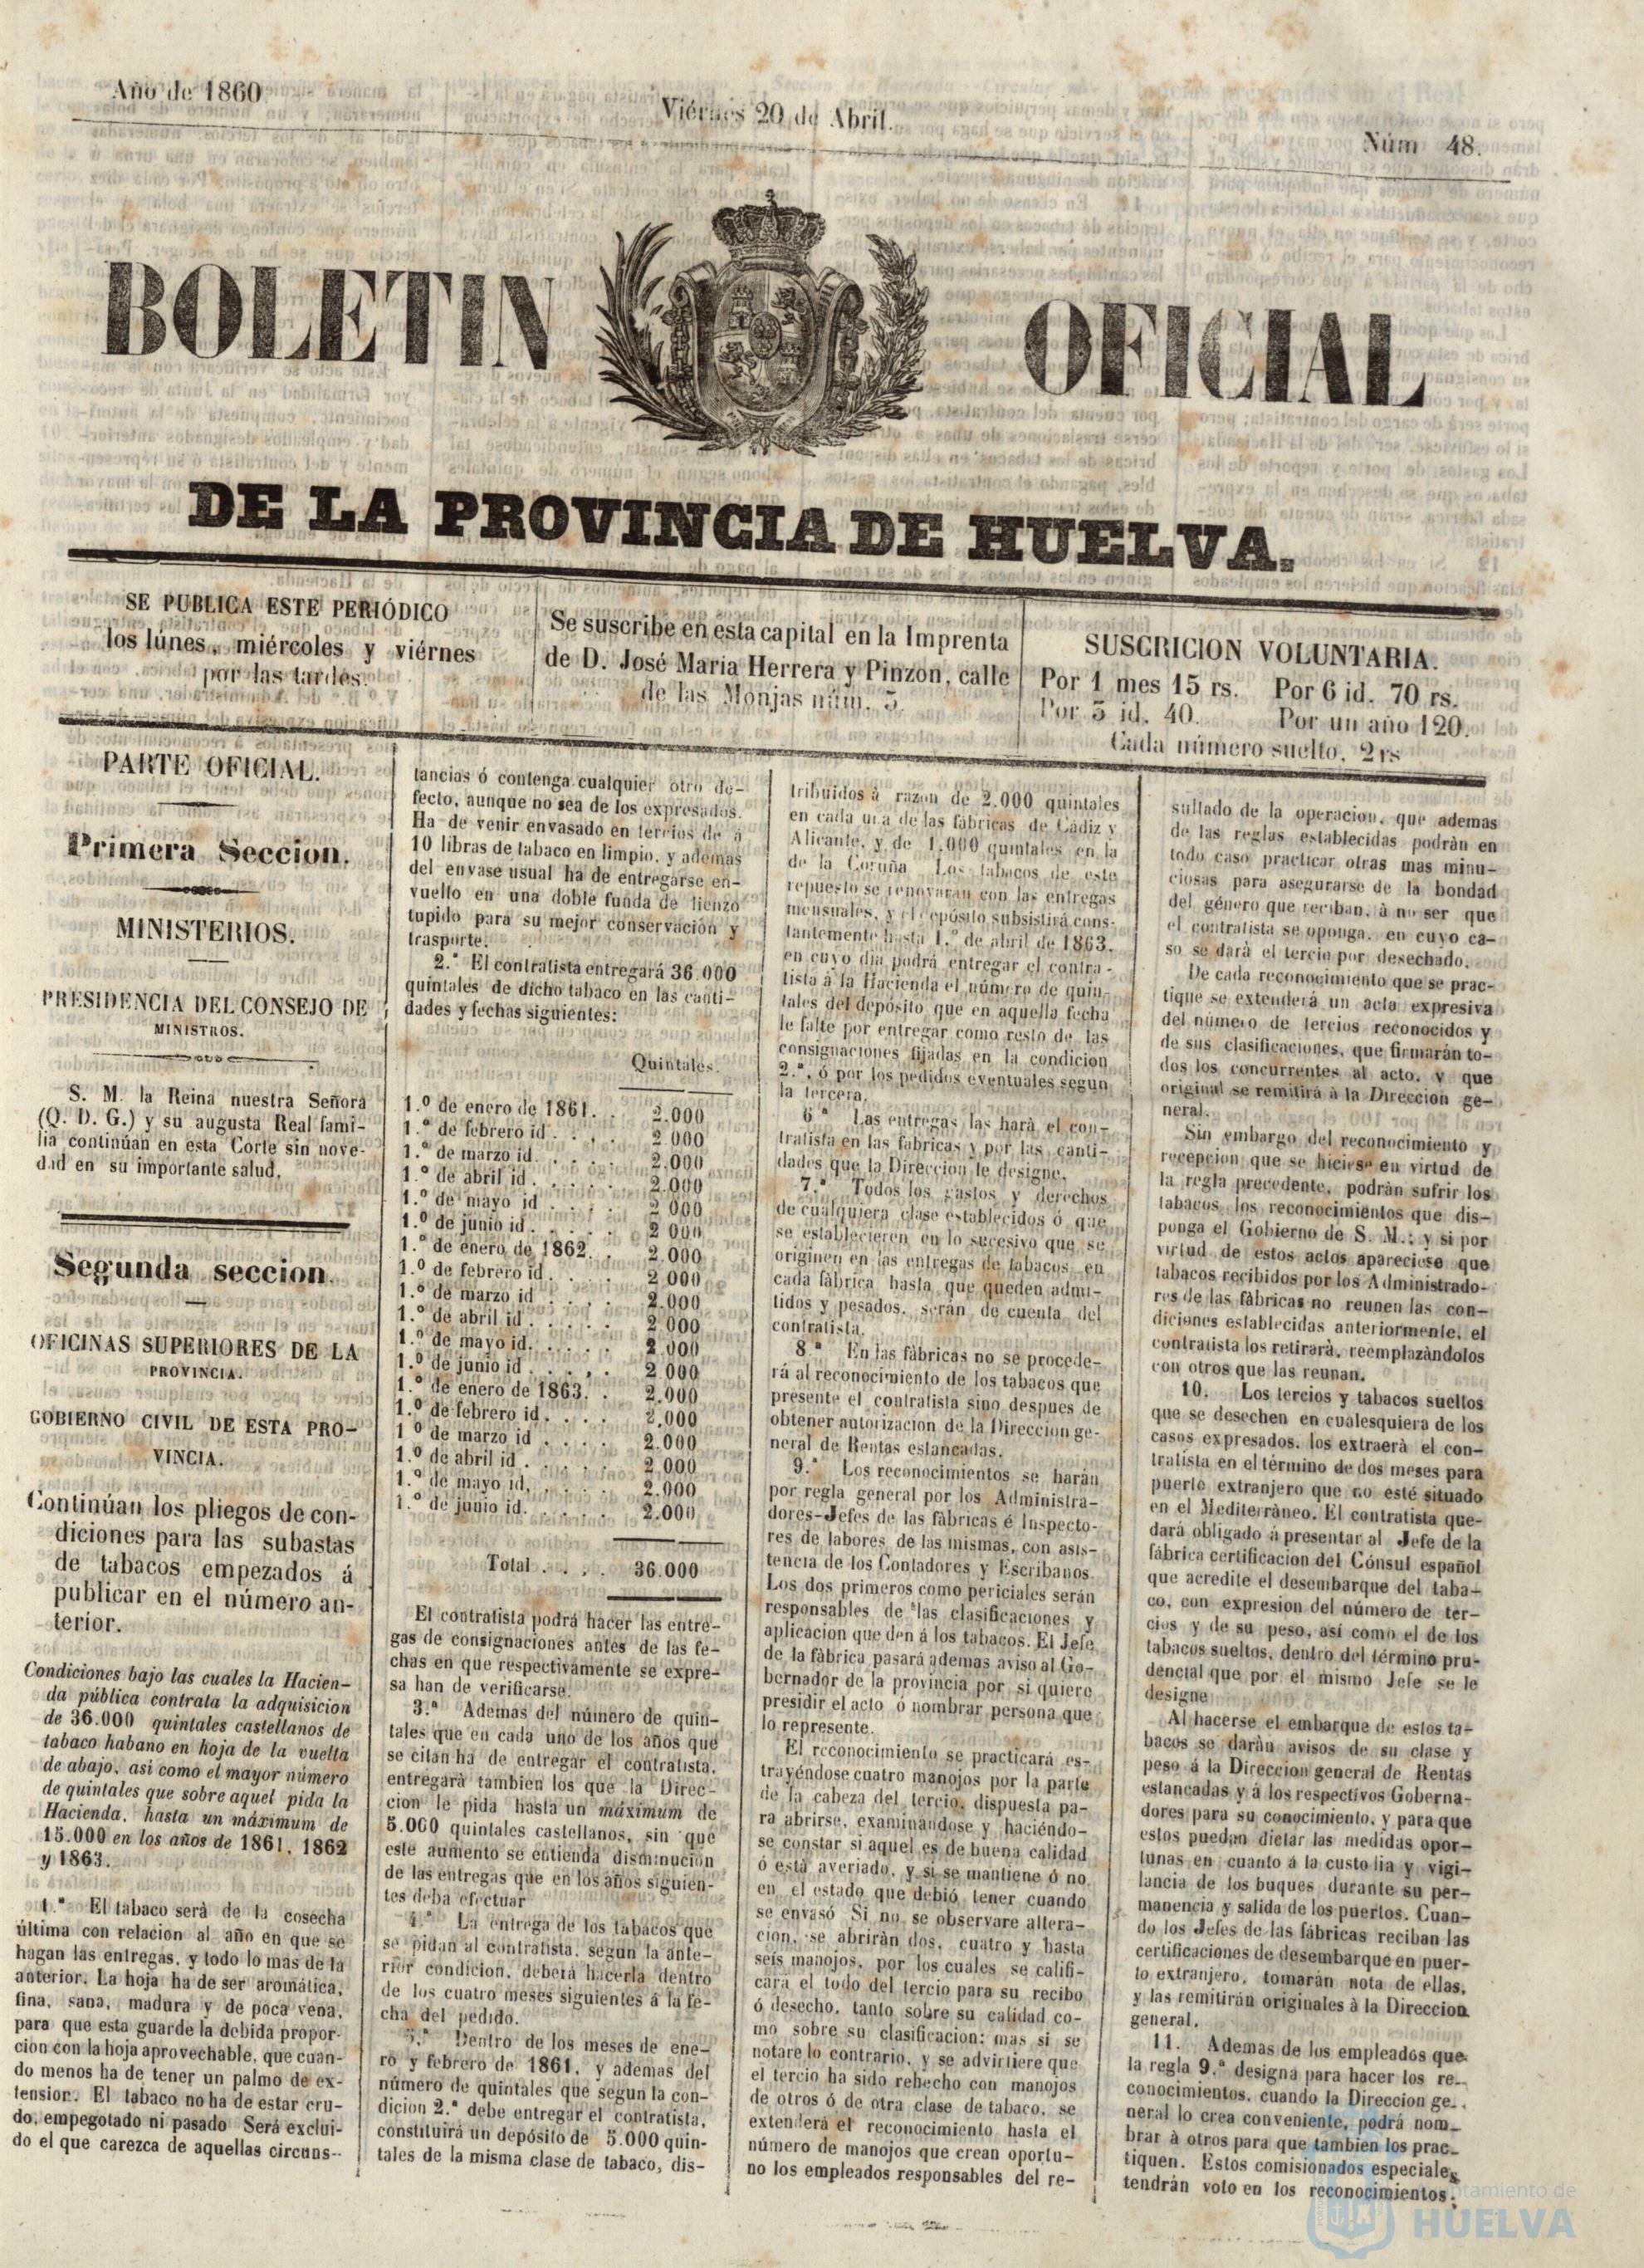 Año de 1860
Viérnes 20 de Abril.
Núm 48.
BOLETIN OFICIAL
DE LA PROVINCIA DE HUELVA.
SE PUBLICA ESTE PERIÓDICO
los lúnes, miércoles y viérnes
por las tardes.
Se suscribe en esta capital en la Imprenta
de D. José Maria Herrera y Pinzon, calle
de las Monjas núm. 5.
SUSCRICION VOLUNTARIA.
Por 1 mes 15 rs. Por 6 id. 70 rs.
Por 3 id. 40. Por un año 120.
Cada número suelto, 2 rs
PARTE OFICIAL.
Primera Seccion.
MINISTERIOS.
PRESIDENCIA DEL CONSEJO DE
MINISTROS.
S. M. la Reina nuestra Señora
(Q. D. G.) y su augusta Real fami-
lia continúan en esta Corte sin nove-
dad en su importante salud,
Segunda seccion.
OFICINAS SUPERIORES DE LA
PROVINCIA.
GOBIERNO CIVIL DE ESTA PRO-
VINCIA.
Continúan los pliegos de con-
diciones para las subastas
de tabacos empezados á
publicar en el número an-
terior.
Condiciones bajo las cuales la Hacien-
da pública contrata la adquisicion
de 36.000 quintales castellanos de
tabaco habano en hoja de la vuelta
de abajo, asi como el mayor número
de quintales que sobre aquel pida la
Hacienda, hasta un máximum de
15.000 en los años de 1861, 1862
y 1863.
1.ª El tabaco será de la cosecha
última con relacion al año en que se
hagan las entregas, y todo lo mas de la
anterior. La hoja ha de ser aromática,
fina, sana, madura y de poca vena,
para que esta guarde la debida propor-
cion con la hoja aprovechable, que cuan-
do menos ha de tener un palmo de ex-
tension. El tabaco no ha de estar cru-
do, empegotado ni pasado Será exclui-
do el que carezca de aquellas circuns-
tancias ó contenga cualquier otro de-
fecto, aunque no sea de los expresados.
Ha de venir envasado en tercios de á
10 libras de tabaco en limpio, y ademas
del envase usual ha de entregarse en-
vuelto en una doble funda de lienzo
tupido para su mejor conservacion y
trasporte.
2.ª El contratista entregará 36.000
quintales de dicho tabaco en las canti-
dades y fechas siguientes:
Quintales.
1.º de enero de 1861. . 2.000
1.º de febrero id . . . . 2 000
1.º de marzo id. . . . . 2.000
1.º de abril id . . . . . 2.000
1.º de mayo id . . . . 2 000
1.º de junio id . . . . . 2 000
1.º de enero de 1862. . 2.000
1.º de febrero id . . . . 2 000
1.º de marzo id . . . . 2.000
1.º de abril id . . . . . 2 000
1.º de mayo id. . . . . 2.000
1.º de junio id . . . . . 2 000
1.º de enero de 1863. . 2.000
1.º de febrero id . . . . 2.000
1 º de marzo id . . . . 2.000
1.º de abril id . . . . . 2.000
1.º de mayo id, . . . . 2.000
1.º de junio id. . . . . 2.000
Total . . . . 36.000
El contratista podrá hacer las entre-
gas de consignaciones antes de las fe-
chas en que respectivamente se expre-
sa han de verificarse.
3.ª Ademas del número de quin-
tales que en cada uno de los años que
se citan ha de entregar el contratista,
entregarà tambien los que la Direc-
cion le pida hasta un máximum de
5.000 quintales castellanos, sin que
este aumento se entienda disminucion
de las entregas que en los años siguien-
tes deba efectuar
4.ª La entrega de los tabacos que
se pidan al contratista, segun la ante-
rior condicion, deberá hacerla dentro
de los cuatro meses siguientes á la fe-
cha del pedido.
5.ª Dentro de los meses de ene-
ro y febrero de 1861, y ademas del
número de quintales que segun la con-
dicion 2.ª debe entregar el contratista,
constituirá un depósito de 5.000 quin-
tales de la misma clase de tabaco, dis-
tribuidos á razon de 2.000 quintales
en cada una de las fábricas de Cádiz y
Alicante, y de 1.000 quintales en la
de la Coruña Los tabacos de este
repuesto se renovarán con las entregas
mensuales, y el depósito subsistirá cons-
tantemente hasta 1.º de abril de 1863,
en cuyo dia podrá entregar el contra-
tista á la Hacienda el número de quin-
tales del depósito que en aquella fecha
le falte por entregar como resto de las
consignaciones fijadas en la condicion
2.ª, ó por los pedidos eventuales segun
la tercera.
6 ª Las entregas las hará el con-
tratista en las fábricas y por las canti-
dades que la Direccion le designe.
7.ª Todos los gastos y derechos
de cualquiera clase establecidos ó que
se establecieren en lo sucesivo que se
originen en las entregas de tabacos en
cada fàbrica hasta que queden admi-
tidos y pesados, serán de cuenta del
contratista.
8.ª En las fàbricas no se procede-
rá al reconocimiento de los tabacos que
presente el contratista sino despues de
obtener autorizacion de la Direccion ge-
neral de Rentas estancadas.
9.ª Los reconocimientos se harán
por regla general por los Administra-
dores-Jefes de las fàbricas é Inspecto-
res de labores de las mismas, con asis-
tencia de los Contadores y Escribanos.
Los dos primeros como periciales serán
responsables de las clasificaciones y
aplicacion que den á los tabacos. El Jefe
de la fàbrica pasará ademas aviso al Go-
bernador de la provincia por si quiere
presidir el acto ó nombrar persona que
lo represente.
El reconocimiento se practicará es-
trayéndose cuatro manojos por la parte
de la cabeza del tercio, dispuesta pa-
ra abrirse, examinandose y haciéndo-
se constar si aquel es de buena calidad
ó está averiado, y si se mantiene ó no
en el estado que debió tener cuando
se envasó Si no se observare altera-
cion, se abriràn dos, cuatro y hasta
seis manojos, por los cuales se califi-
carà el todo del tercio para su recibo
ó desecho, tanto sobre su calidad co-
mo sobre su clasificacion; mas si se
notare lo contrario, y se advirtiere que
el tercio ha sido rehecho con manojos
de otros ó de otra clase de tabaco, se
extenderá el reconocimiento hasta el
número de manojos que crean oportu-
no los empleados responsables del re-
sultado de la operacion, que ademas
de las reglas establecidas podràn en
todo caso practicar otras mas minu-
ciosas para asegurarse de la bondad
del género que reciban, à no ser que
el contratista se oponga, en cuyo ca-
so se dará el tercio por desechado.
De cada reconocimiento que se prac-
tique se extenderá un acta expresiva
del número de tercios reconocidos y
de sus clasificaciones, que firmarán to-
dos los concurrentes al acto, y que
original se remitirá à la Direccion ge-
neral.
Sin embargo del reconocimiento y
recepcion que se hiciese en virtud de
la regla precedente, podràn sufrir los
tabacos los reconocimientos que dis-
ponga el Gobierno de S. M.; y si por
virtud de estos actos apareciese que
tabacos recibidos por los Administrado-
res de las fàbricas no reunen las con-
diciones establecidas anteriormente, el
contratista los retirarà, reemplazàndolos
con otros que las reunan.
10. Los tercios y tabacos sueltos
que se desechen en cualesquiera de los
casos expresados, los extraerà el con-
tratista en el término de dos meses para
puerto extranjero que no esté situado
en el Mediterràneo. El contratista que-
dará obligado á presentar al Jefe de la
fábrica certificacion del Cónsul español
que acredite el desembarque del taba-
co, con expresion del número de ter-
cios y de su peso, asi como el de los
tabacos sueltos, dentro del término pru-
dencial que por el mismo Jefe se le
designe
Al hacerse el embarque de estos ta-
bacos se daràn avisos de su clase y
peso á la Direccion general de Rentas
estancadas y á los respectivos Goberna-
dores para su conocimiento, y para que
estos puedan dictar las medidas opor-
tunas en cuanto á la custodia y vigi-
lancia de los buques durante su per-
manencia y salida de los puertos. Cuan-
do los Jefes de las fábricas reciban las
certificaciones de desembarque en puer-
to extranjero, tomarán nota de ellas,
y las remitirán originales à la Direccion
general.
11. Ademas de los empleados que
la regla 9.ª designa para hacer los re-
conocimientos, cuando la Direccion ge-
neral lo crea conveniente, podrá nom-
brar à otros para que tambien los prac-
tiquen. Estos comisionados especiales
tendrán voto en los reconocimientos;
Ayuntamiento de
HUELVA